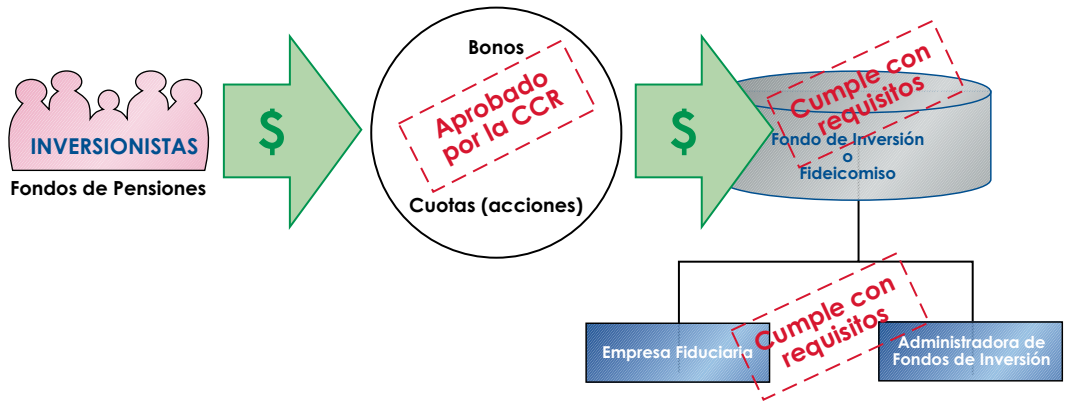 INVERSIONISTAS
Fondos de Pensiones
$
Bonos
Aprobado
por la CCR
Cuotas (acciones)
$
Cumple con
requisitos
Fondo de Inversión
o
Fideicomiso
Cumple con
requisitos
Empresa Fiduciaria
Administradora de
Fondos de Inversión